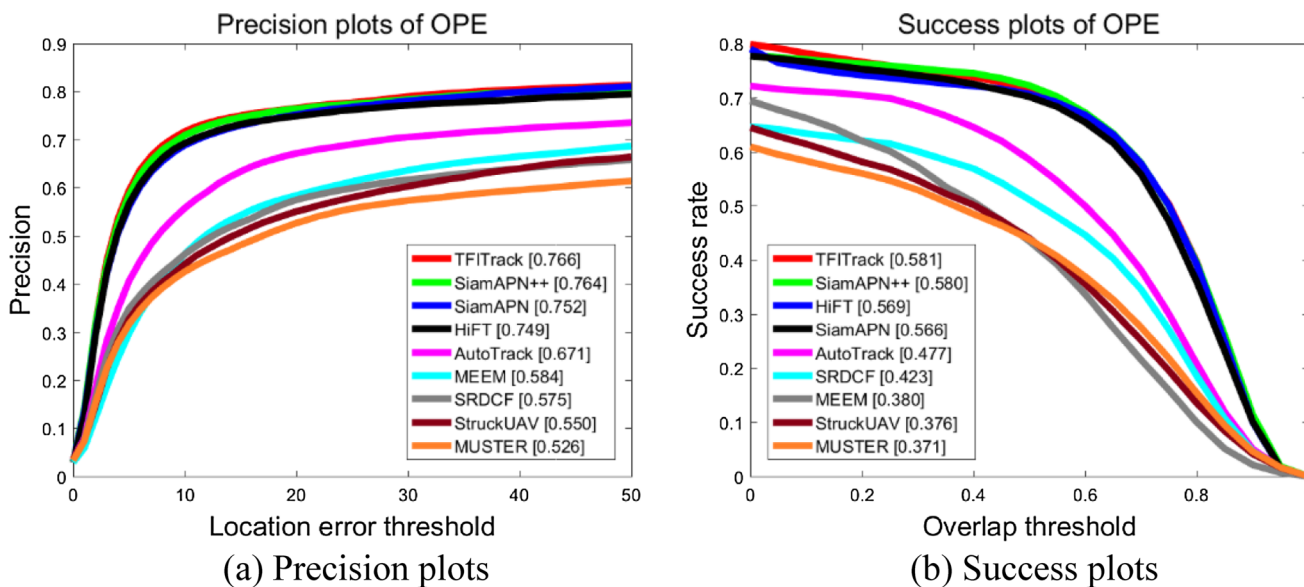 Precision plots of OPE
0.9
0.8
0.7
0.6
0.5
0.4
0.3
0.2
0.1
0
Precision
TFITrack [0.766]
SiamAPN++ [0.764]
SiamAPN [0.752]
HiFT [0.749]
AutoTrack [0.671]
MEEM [0.584]
SRDCF [0.575]
StruckUAV [0.550]
MUSTER [0.526]
0 10 20 30 40 50
Location error threshold
(a) Precision plots
Success plots of OPE
0.8
0.7
0.6
0.5
0.4
0.3
0.2
0.1
0
Success rate
TFITrack [0.581]
SiamAPN++ [0.580]
HiFT [0.569]
SiamAPN [0.566]
AutoTrack [0.477]
SRDCF [0.423]
MEEM [0.380]
StruckUAV [0.376]
MUSTER [0.371]
0 0.2 0.4 0.6 0.8
Overlap threshold
(b) Success plots